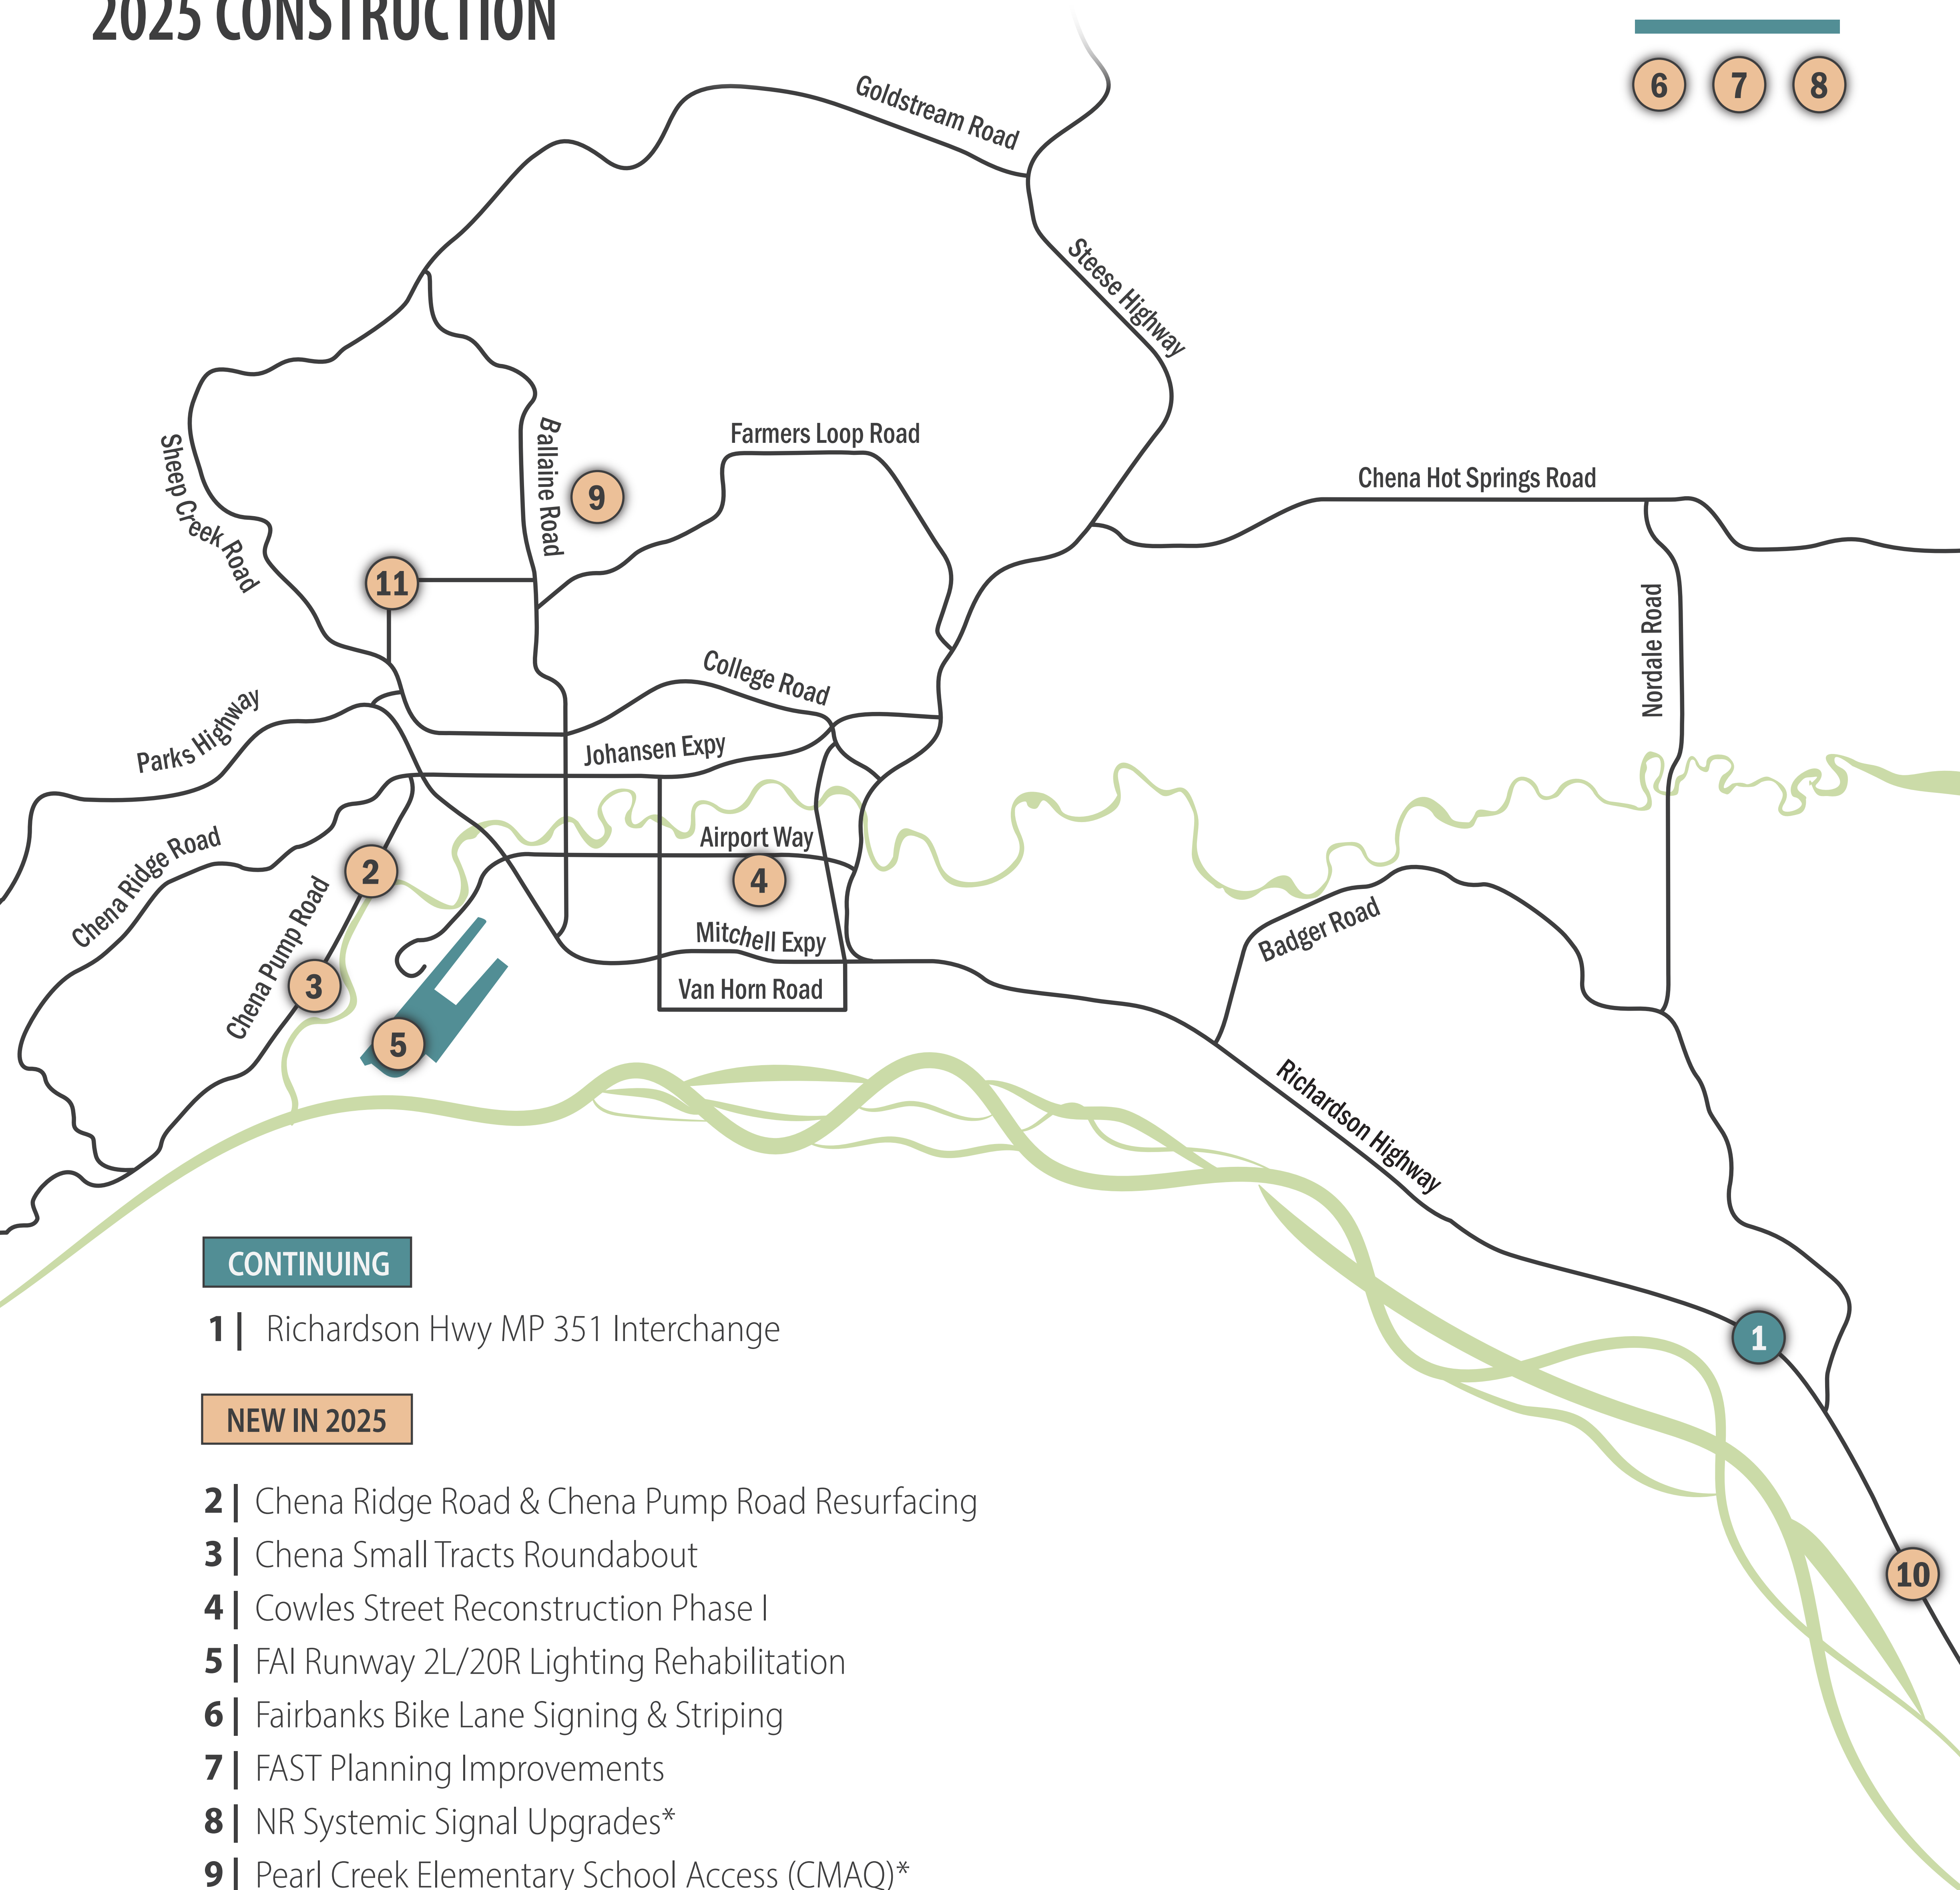 2025 CONSTRUCTION
6 7 8
Goldstream Road
Steese Highway
Farmers Loop Road
Ballaine Road
9
Sheep Creek Road
Chena Hot Springs Road
11
Nordale Road
College Road
Parks Highway
Johansen Expy
Airport Way
Chena Ridge Road
2
4
Chena Pump Road
Badger Road
Mitchell Expy
3
Van Horn Road
5
Richardson Highway
CONTINUING
1 | Richardson Hwy MP 351 Interchange
1
NEW IN 2025
2 | Chena Ridge Road & Chena Pump Road Resurfacing
3 | Chena Small Tracts Roundabout
10
4 | Cowles Street Reconstruction Phase I
5 | FAI Runway 2L/20R Lighting Rehabilitation
6 | Fairbanks Bike Lane Signing & Striping
7 | FAST Planning Improvements
8 | NR Systemic Signal Upgrades*
9 | Pearl Creek Elementary School Access (CMAQ)*